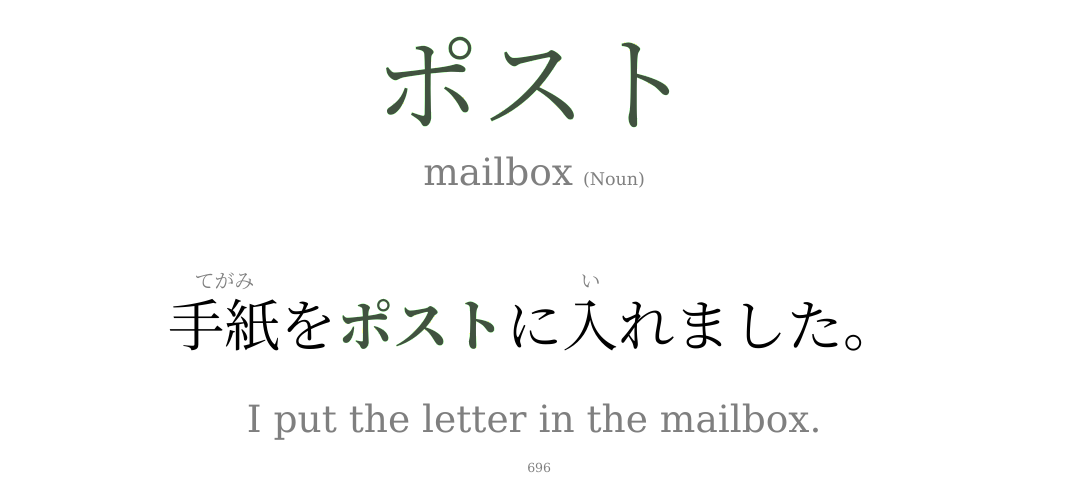 ポスト
mailbox (Noun)
てがみ い
手紙をポストに入れました。
I put the letter in the mailbox.
696